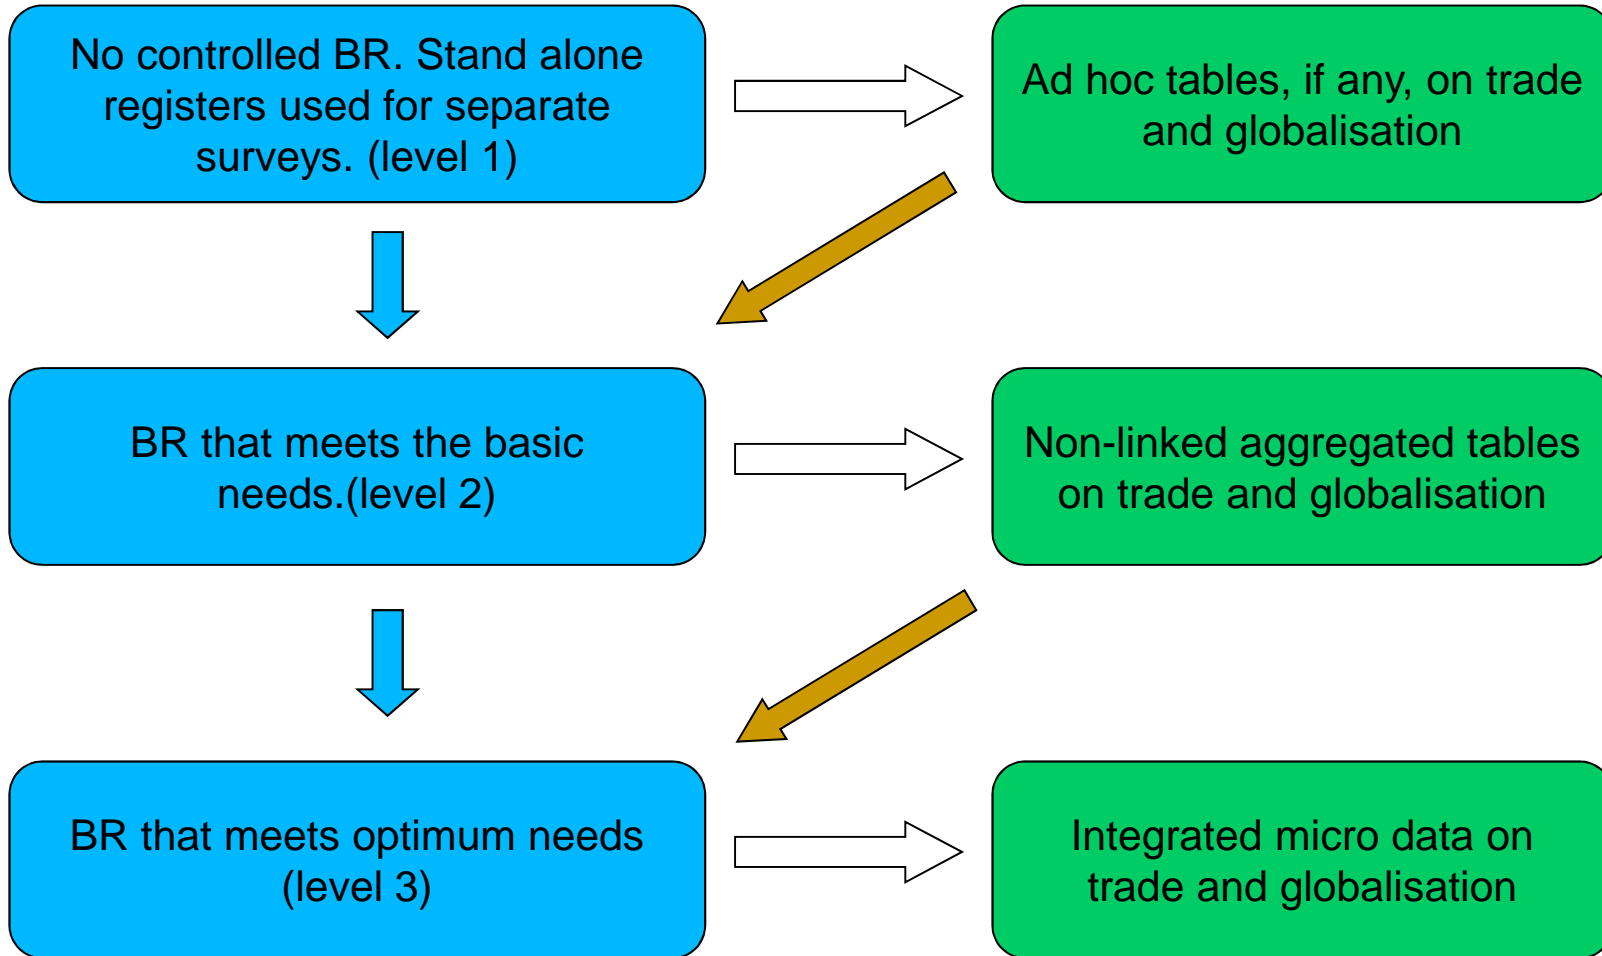 No controlled BR. Stand alone
registers used for separate
surveys. (level 1)
Ad hoc tables, if any, on trade
and globalisation
BR that meets the basic
needs.(level 2)
Non-linked aggregated tables
on trade and globalisation
BR that meets optimum needs
(level 3)
Integrated micro data on
trade and globalisation